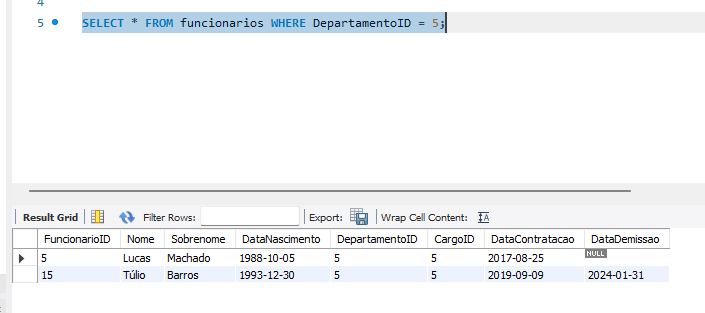 4
5 SELECT * FROM funcionarios WHERE DepartamentoID = 5;
Result Grid Filter Rows: Export: Wrap Cell Content: IA
FuncionarioID Nome Sobrenome DataNascimento DepartamentoID CargoID DataContratacao DataDemissao
5 Lucas Machado 1988-10-05 5 5 2017-08-25 NULL
15 Túlio Barros 1993-12-30 5 5 2019-09-09 2024-01-31